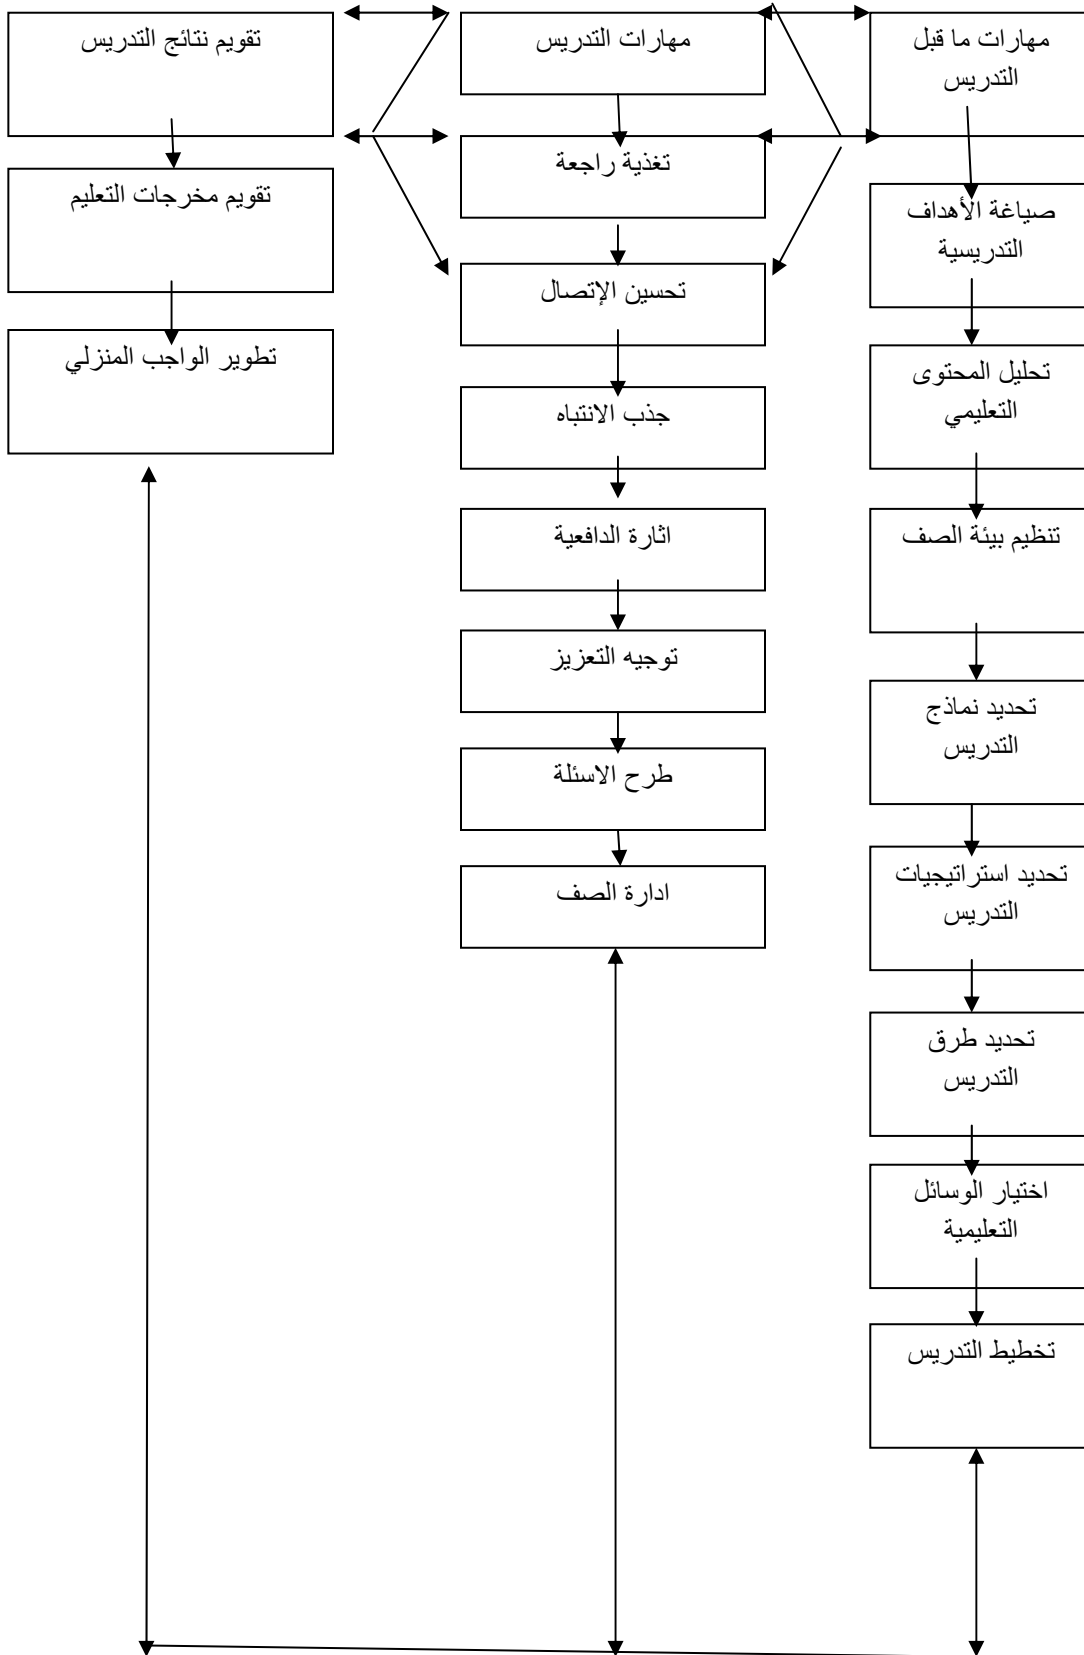 مهارات ما قبل
التدريس
صياغة الأهداف
التدريسية
تحليل المحتوى
التعليمي
تنظيم بيئة الصف
تحديد نماذج
التدريس
تحديد استراتيجيات
التدريس
تحديد طرق
التدريس
اختيار الوسائل
التعليمية
تخطيط التدريس
مهارات التدريس
تغذية راجعة
تحسين الإتصال
جذب الانتباه
اثارة الدافعية
توجيه التعزيز
طرح الاسئلة
ادارة الصف
تقويم نتائج التدريس
تقويم مخرجات التعليم
تطوير الواجب المنزلي